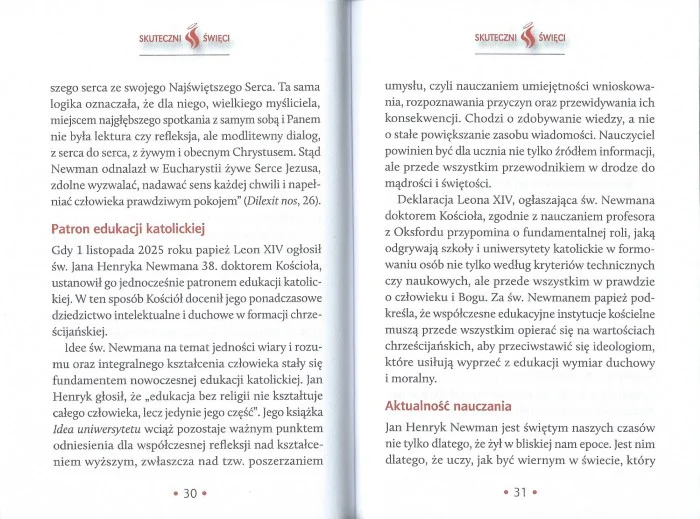 SKUTECZNI ŚWIĘCI
szego serca ze swojego Najświętszego Serca. Ta sama
logika oznaczała, że dla niego, wielkiego myśliciela,
miejscem najgłębszego spotkania z samym sobą i Panem
nie była lektura czy refleksja, ale modlitewny dialog,
z serca do serca, z żywym i obecnym Chrystusem. Stąd
Newman odnalazł w Eucharystii żywe Serce Jezusa,
zdolne wyzwalać, nadawać sens każdej chwili i napeł-
niać człowieka prawdziwym pokojem” (Dilexit nos, 26).
Patron edukacji katolickiej
Gdy 1 listopada 2025 roku papież Leon XIV ogłosił
św. Jana Henryka Newmana 38. doktorem Kościoła,
ustanowił go jednocześnie patronem edukacji katolic-
kiej. W ten sposób Kościół docenił jego ponadczasowe
dziedzictwo intelektualne i duchowe w formacji chrze-
ścijańskiej.
Idee św. Newmana na temat jedności wiary i rozu-
mu oraz integralnego kształcenia człowieka stały się
fundamentem nowoczesnej edukacji katolickiej. Jan
Henryk głosił, że „edukacja bez religii nie kształtuje
całego człowieka, lecz jedynie jego część”. Jego książka
Idea uniwersytetu wciąż pozostaje ważnym punktem
odniesienia dla współczesnej refleksji nad kształce-
niem wyższym, zwłaszcza nad tzw. poszerzaniem
• 30 •
SKUTECZNI ŚWIĘCI
umysłu, czyli nauczaniem umiejętności wnioskowa-
nia, rozpoznawania przyczyn oraz przewidywania ich
konsekwencji. Chodzi o zdobywanie wiedzy, a nie
o stałe powiększanie zasobu wiadomości. Nauczyciel
powinien być dla ucznia nie tylko źródłem informacji,
ale przede wszystkim przewodnikiem w drodze do
mądrości i świętości.
Deklaracja Leona XIV, ogłaszająca św. Newmana
doktorem Kościoła, zgodnie z nauczaniem profesora
z Oksfordu przypomina o fundamentalnej roli, jaką
odgrywają szkoły i uniwersytety katolickie w formo-
waniu osób nie tylko według kryteriów technicznych
czy naukowych, ale przede wszystkim w prawdzie
o człowieku i Bogu. Za św. Newmanem papież pod-
kreśla, że współczesne edukacyjne instytucje kościelne
muszą przede wszystkim opierać się na wartościach
chrześcijańskich, aby przeciwstawić się ideologiom,
które usiłują wyprzeć z edukacji wymiar duchowy
i moralny.
Aktualność nauczania
Jan Henryk Newman jest świętym naszych czasów
nie tylko dlatego, że żył w bliskiej nam epoce. Jest nim
dlatego, że uczy, jak być wiernym w świecie, który
• 31 •